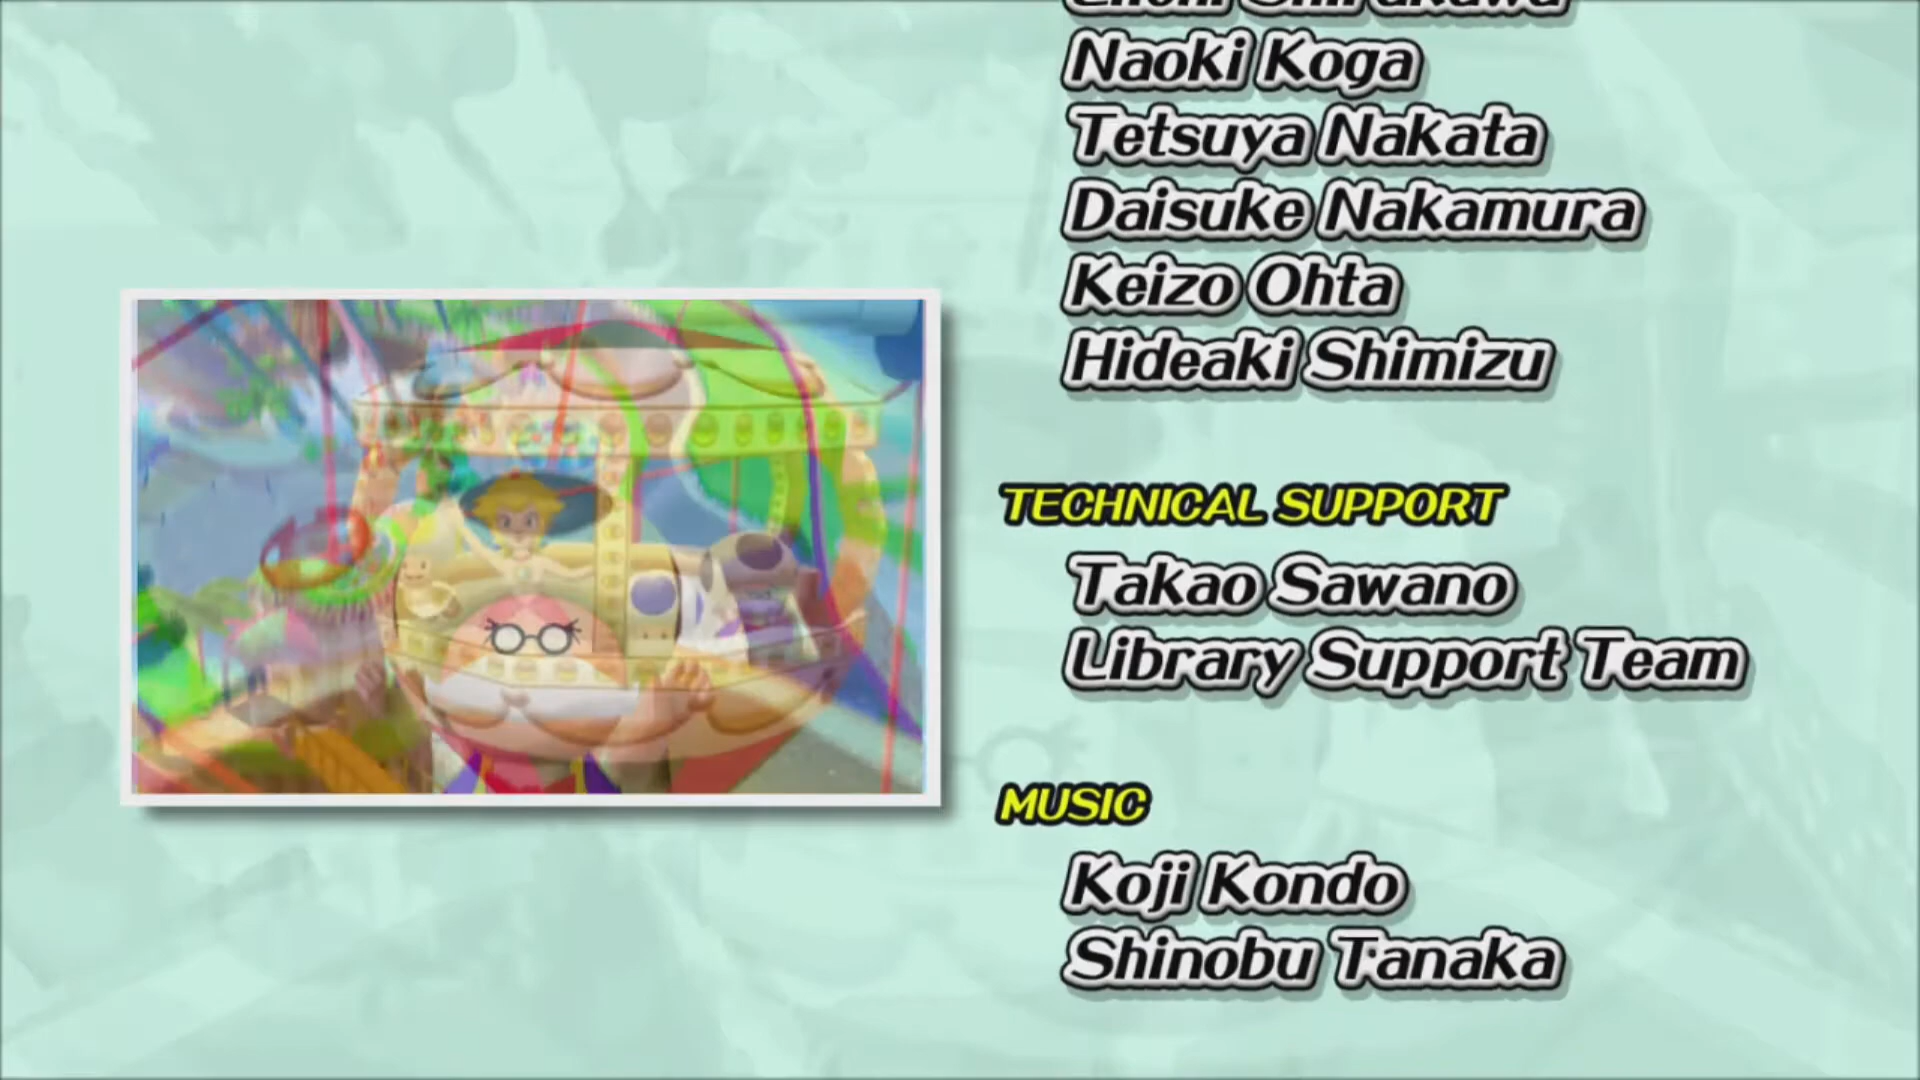 Naoki Koga
Tetsuya Nakata
Daisuke Nakamura
Keizo Ohta
Hideaki Shimizu
TECHNICAL SUPPORT
Takao Sawano
Library Support Team
MUSIC
Koji Kondo
Shinobu Tanaka